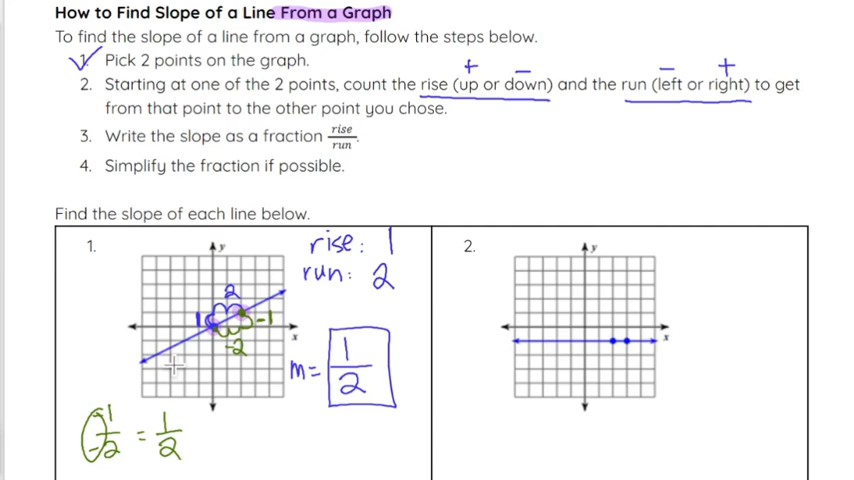 How to Find Slope of a Line From a Graph
To find the slope of a line from a graph, follow the steps below.
1. Pick 2 points on the graph.
+ − − +
2. Starting at one of the 2 points, count the rise (up or down) and the run (left or right) to get
from that point to the other point you chose.
3. Write the slope as a fraction rise/run.
4. Simplify the fraction if possible.
Find the slope of each line below.
1.
y
x
2
1
-1
-2
rise: 1
run: 2
m = 1/2
-1/-2 = 1/2
2.
y
x